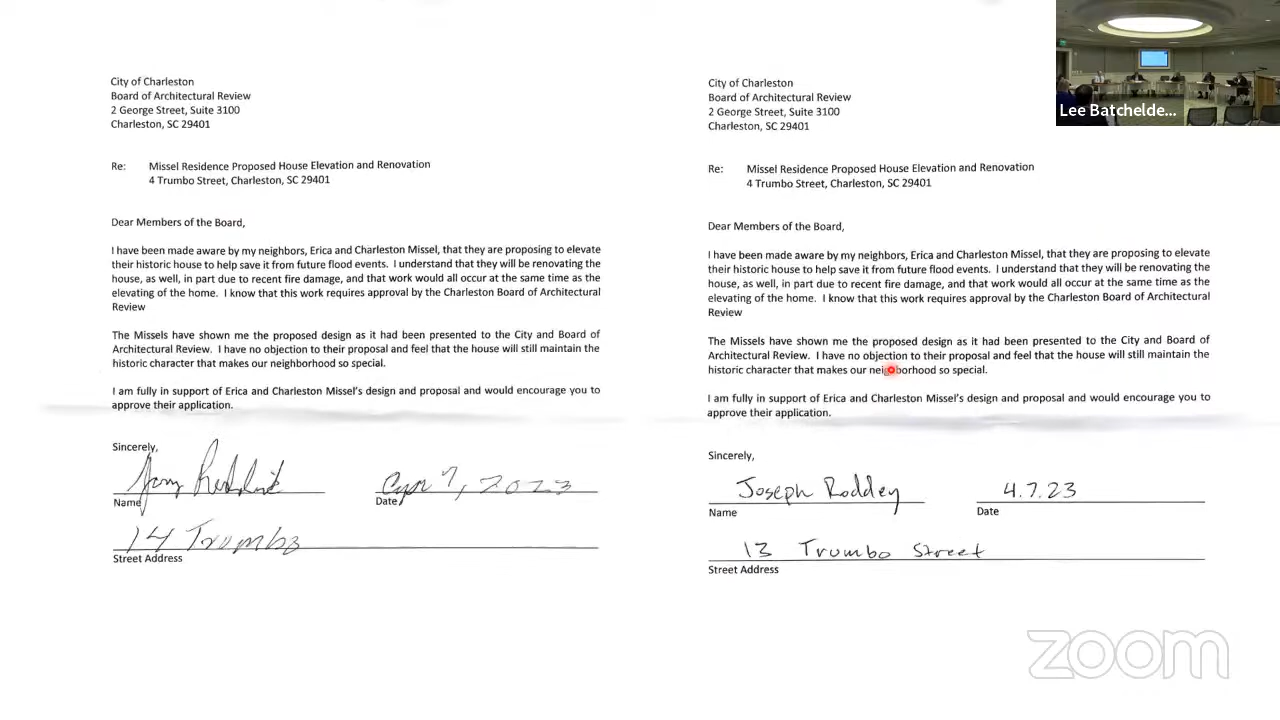 City of Charleston
Board of Architectural Review
2 George Street, Suite 3100
Charleston, SC 29401
Re: Missel Residence Proposed House Elevation and Renovation
4 Trumbo Street, Charleston, SC 29401
Dear Members of the Board,
I have been made aware by my neighbors, Erica and Charleston Missel, that they are proposing to elevate
their historic house to help save it from future flood events. I understand that they will be renovating the
house, as well, in part due to recent fire damage, and that work would all occur at the same time as the
elevating of the home. I know that this work requires approval by the Charleston Board of Architectural
Review
The Missels have shown me the proposed design as it had been presented to the City and Board of
Architectural Review. I have no objection to their proposal and feel that the house will still maintain the
historic character that makes our neighborhood so special.
I am fully in support of Erica and Charleston Missel's design and proposal and would encourage you to
approve their application.
Sincerely,
7, 2023
Name Date
14 Trumbo
Street Address
City of Charleston
Board of Architectural Review
2 George Street, Suite 3100
Charleston, SC 29401
Re: Missel Residence Proposed House Elevation and Renovation
4 Trumbo Street, Charleston, SC 29401
Dear Members of the Board,
I have been made aware by my neighbors, Erica and Charleston Missel, that they are proposing to elevate
their historic house to help save it from future flood events. I understand that they will be renovating the
house, as well, in part due to recent fire damage, and that work would all occur at the same time as the
elevating of the home. I know that this work requires approval by the Charleston Board of Architectural
Review
The Missels have shown me the proposed design as it had been presented to the City and Board of
Architectural Review. I have no objection to their proposal and feel that the house will still maintain the
historic character that makes our neighborhood so special.
I am fully in support of Erica and Charleston Missel's design and proposal and would encourage you to
approve their application.
Sincerely,
Joseph Roddey 4.7.23
Name Date
13 Trumbo Street
Street Address
Lee Batchelde...
zoom